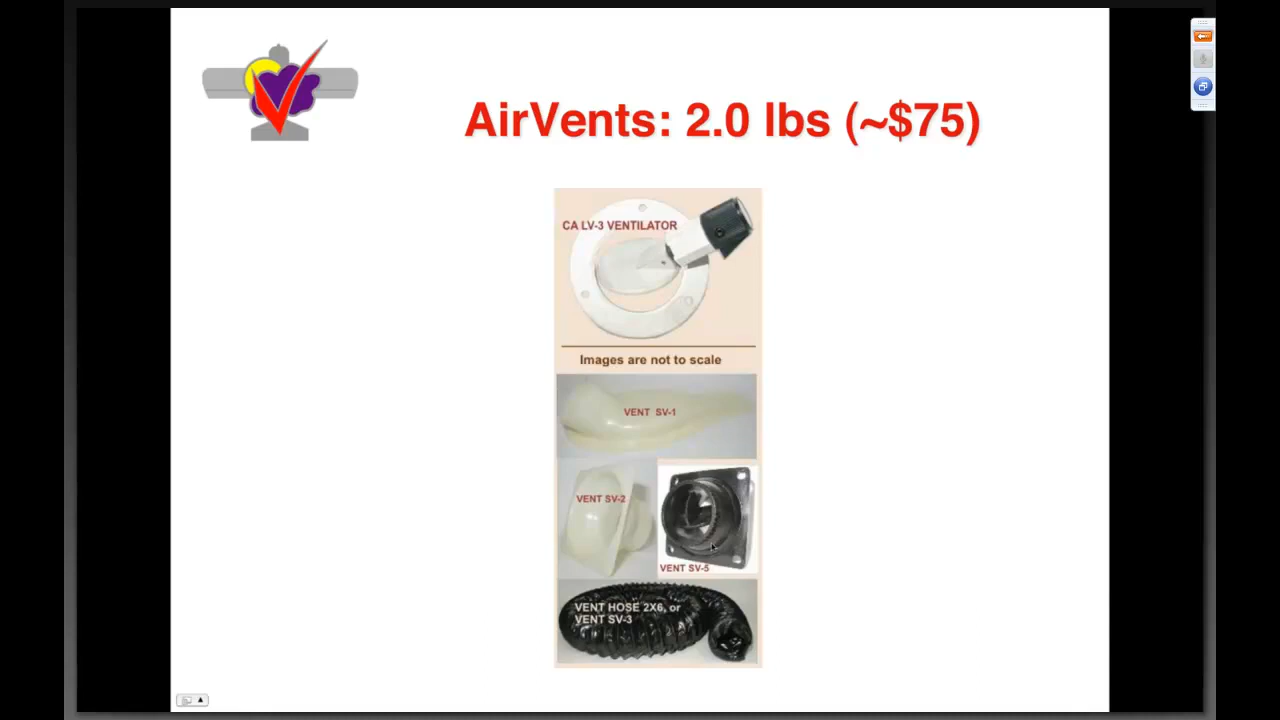 AirVents: 2.0 lbs (~$75)
CA LV-3 VENTILATOR
Images are not to scale
VENT SV-1
VENT SV-2
VENT SV-5
VENT HOSE 2X6, or
VENT SV-3